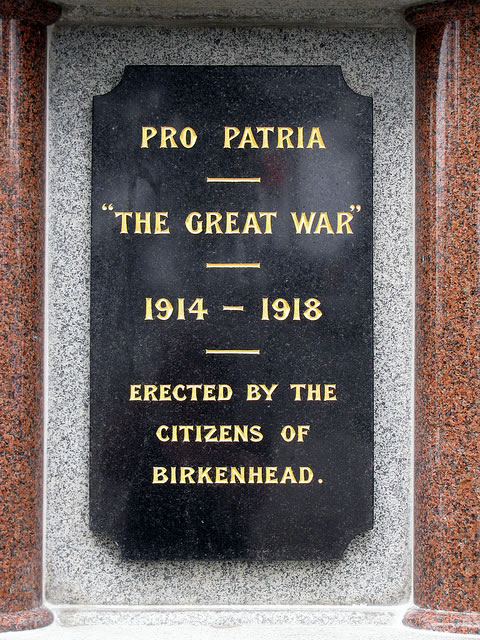 PRO PATRIA
"THE GREAT WAR"
1914 - 1918
ERECTED BY THE
CITIZENS OF
BIRKENHEAD.